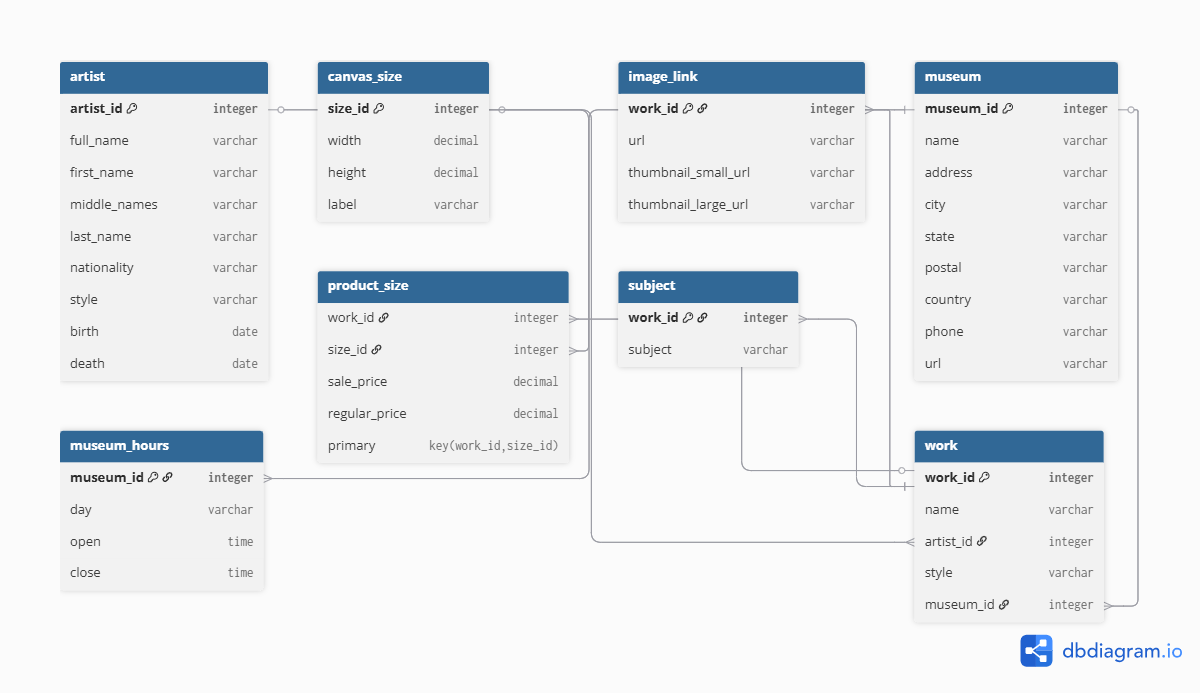 artist
artist_id integer
full_name varchar
first_name varchar
middle_names varchar
last_name varchar
nationality varchar
style varchar
birth date
death date
canvas_size
size_id integer
width decimal
height decimal
label varchar
image_link
work_id integer
url varchar
thumbnail_small_url varchar
thumbnail_large_url varchar
museum
museum_id integer
name varchar
address varchar
city varchar
state varchar
postal varchar
country varchar
phone varchar
url varchar
product_size
work_id integer
size_id integer
sale_price decimal
regular_price decimal
primary key(work_id,size_id)
subject
work_id integer
subject varchar
museum_hours
museum_id integer
day varchar
open time
close time
work
work_id integer
name varchar
artist_id integer
style varchar
museum_id integer
dbdiagram.io